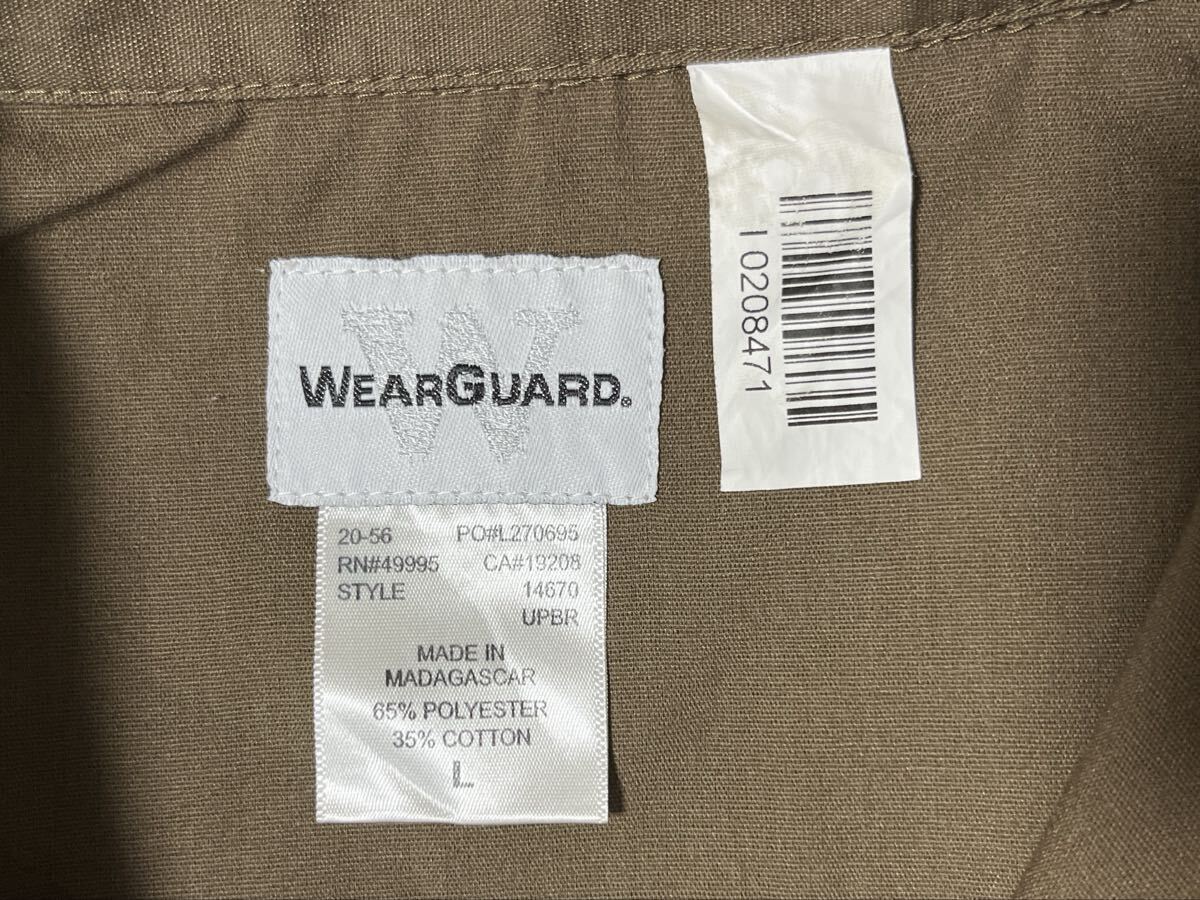 W
WEARGUARD®
20-56 PO#L270695
RN#49995 CA#19208
STYLE 14670
UPBR
MADE IN
MADAGASCAR
65% POLYESTER
35% COTTON
L
I 0208471